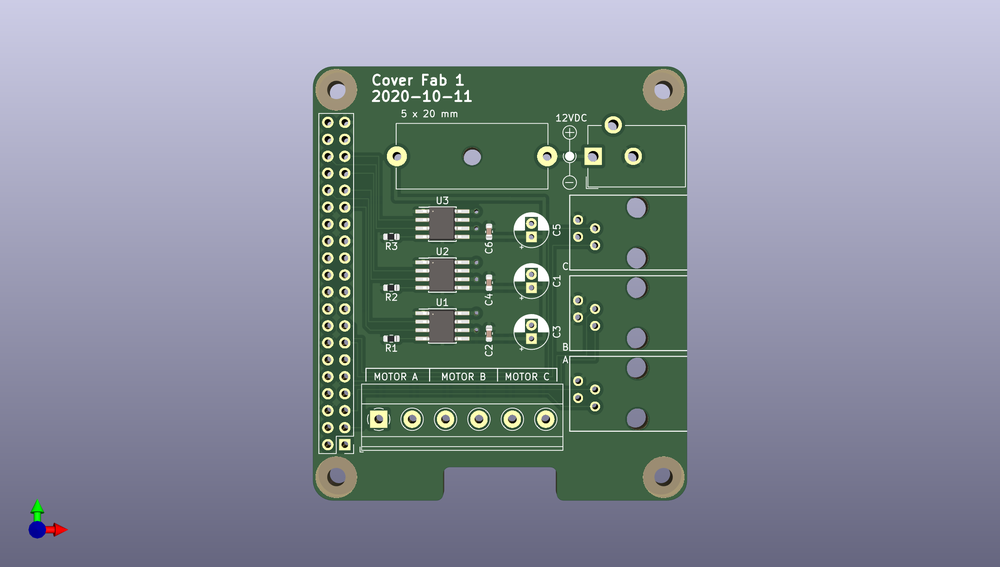 Cover Fab 1
2020-10-11
5 x 20 mm
12VDC
+
−
U3
R3
C6
C5
+
U2
R2
C4
C1
+
C
U1
R1
C2
C3
+
B
A
MOTOR A
MOTOR B
MOTOR C